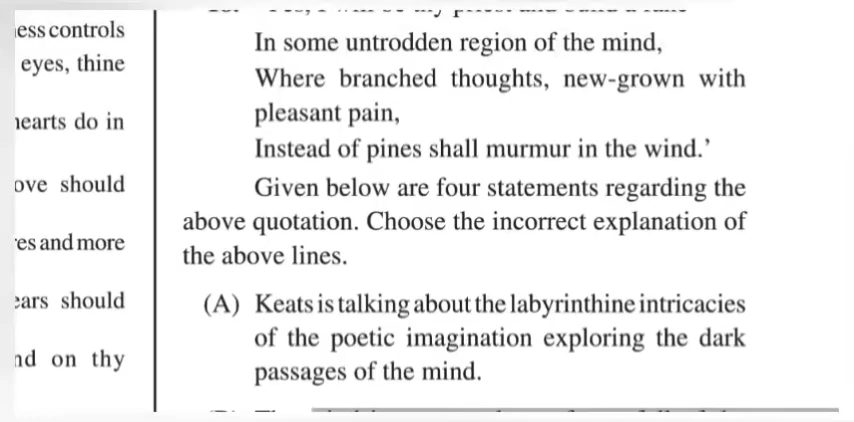 ess controls
eyes, thine
hearts do in
ove should
es and more
ears should
nd on thy
In some untrodden region of the mind,
Where branched thoughts, new-grown with
pleasant pain,
Instead of pines shall murmur in the wind.’
Given below are four statements regarding the
above quotation. Choose the incorrect explanation of
the above lines.
(A) Keats is talking about the labyrinthine intricacies
of the poetic imagination exploring the dark
passages of the mind.